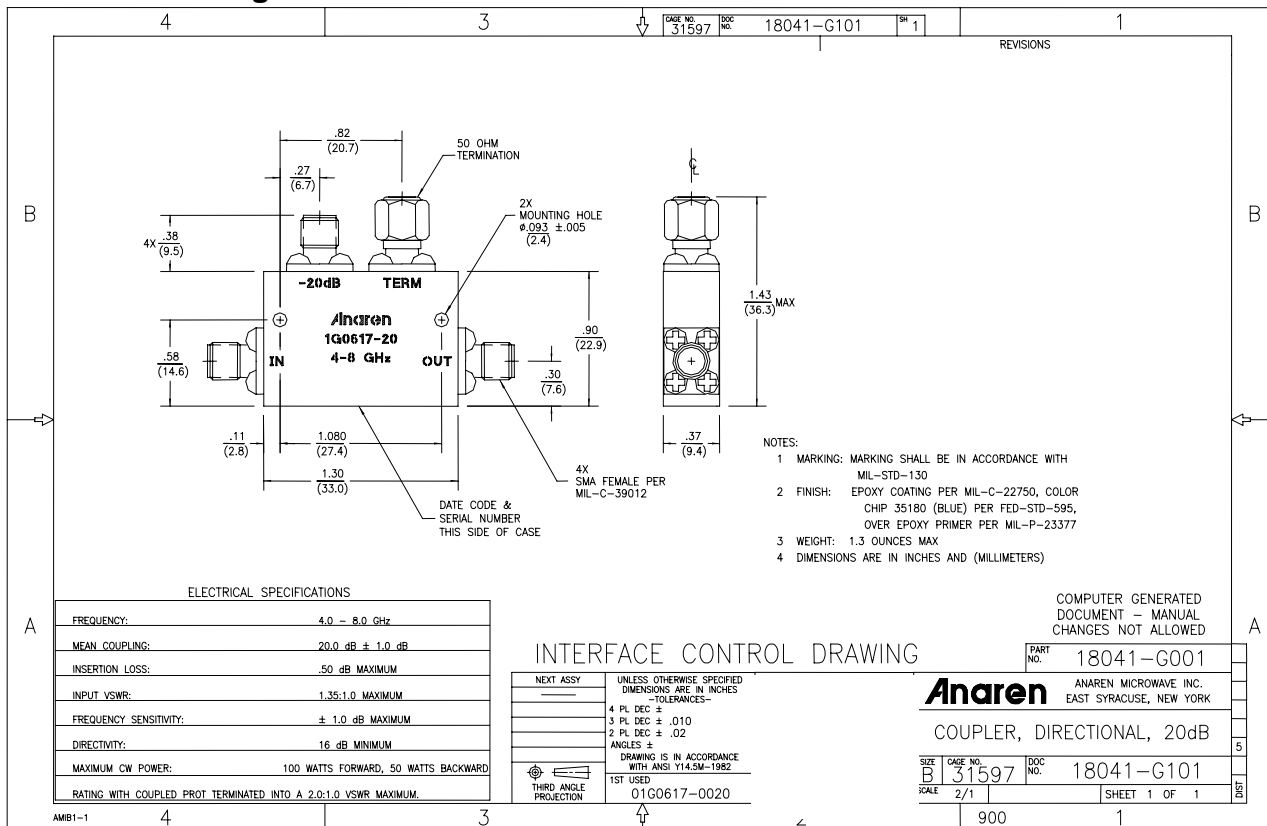 4 3 1
CAGE NO. 31597 DOC NO. 18041-G101 SH 1
REVISIONS
.82
(20.7)
50 OHM
TERMINATION
.27
(6.7)
2X
MOUNTING HOLE
ø.093 ±.005
(2.4)
4X .38
(9.5)
B
B
-20dB TERM
Anaren
1G0617-20
4-8 GHz
IN OUT
.58
(14.6)
.90
(22.9)
.30
(7.6)
1.43 MAX
(36.3)
.11
(2.8)
1.080
(27.4)
1.30
(33.0)
.37
(9.4)
4X
SMA FEMALE PER
MIL-C-39012
DATE CODE &
SERIAL NUMBER
THIS SIDE OF CASE
NOTES:
1 MARKING: MARKING SHALL BE IN ACCORDANCE WITH
MIL-STD-130
2 FINISH: EPOXY COATING PER MIL-C-22750, COLOR
CHIP 35180 (BLUE) PER FED-STD-595,
OVER EPOXY PRIMER PER MIL-P-23377
3 WEIGHT: 1.3 OUNCES MAX
4 DIMENSIONS ARE IN INCHES AND (MILLIMETERS)
ELECTRICAL SPECIFICATIONS
FREQUENCY: 4.0 - 8.0 GHz
MEAN COUPLING: 20.0 dB ± 1.0 dB
INSERTION LOSS: .50 dB MAXIMUM
INPUT VSWR: 1.35:1.0 MAXIMUM
FREQUENCY SENSITIVITY: ± 1.0 dB MAXIMUM
DIRECTIVITY: 16 dB MINIMUM
MAXIMUM CW POWER: 100 WATTS FORWARD, 50 WATTS BACKWARD
RATING WITH COUPLED PROT TERMINATED INTO A 2.0:1.0 VSWR MAXIMUM.
A
A
COMPUTER GENERATED
DOCUMENT - MANUAL
CHANGES NOT ALLOWED
INTERFACE CONTROL DRAWING
PART NO. 18041-G001
NEXT ASSY
UNLESS OTHERWISE SPECIFIED
DIMENSIONS ARE IN INCHES
-TOLERANCES-
4 PL DEC ±
3 PL DEC ± .010
2 PL DEC ± .02
ANGLES ±
DRAWING IS IN ACCORDANCE
WITH ANSI Y14.5M-1982
THIRD ANGLE
PROJECTION
1ST USED
01G0617-0020
Anaren
ANAREN MICROWAVE INC.
EAST SYRACUSE, NEW YORK
COUPLER, DIRECTIONAL, 20dB
5
SIZE B CAGE NO. 31597 DOC NO. 18041-G101
SCALE 2/1 SHEET 1 OF 1
DIST
AMIB1-1 4 3 900 1